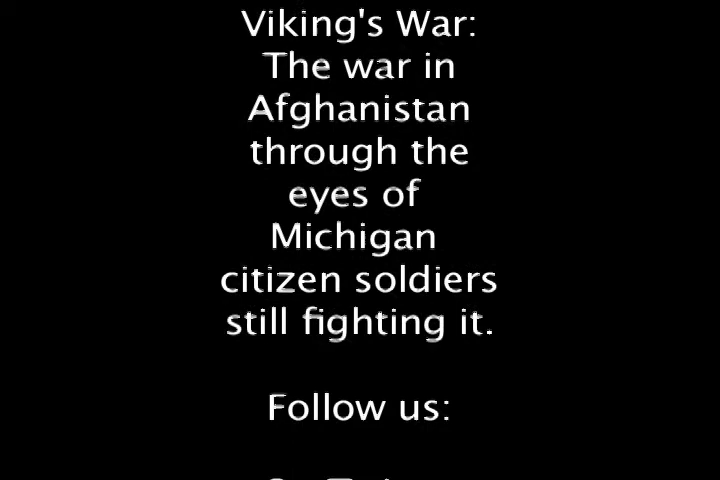 Viking's War:
The war in
Afghanistan
through the
eyes of
Michigan
citizen soldiers
still fighting it.
Follow us: